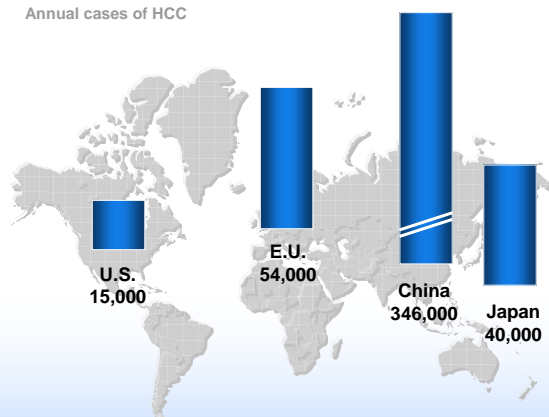 Annual cases of HCC
U.S.
15,000
E.U.
54,000
China
346,000
Japan
40,000